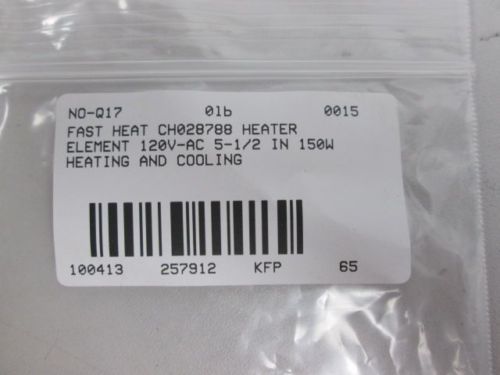 NO-Q17 01b 0015
FAST HEAT CH028788 HEATER
ELEMENT 120V-AC 5-1/2 IN 150W
HEATING AND COOLING
100413 257912 KFP 65